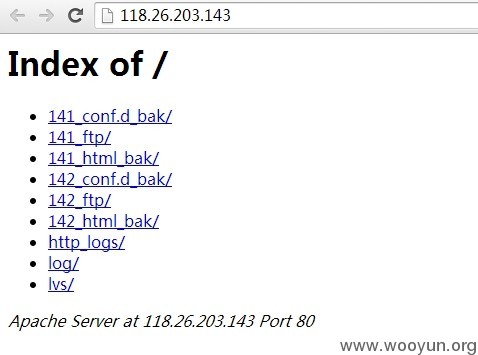 118.26.203.143
Index of /
141_conf.d_bak/
141_ftp/
141_html_bak/
142_conf.d_bak/
142_ftp/
142_html_bak/
http_logs/
log/
lvs/
Apache Server at 118.26.203.143 Port 80
www.wooyun.org